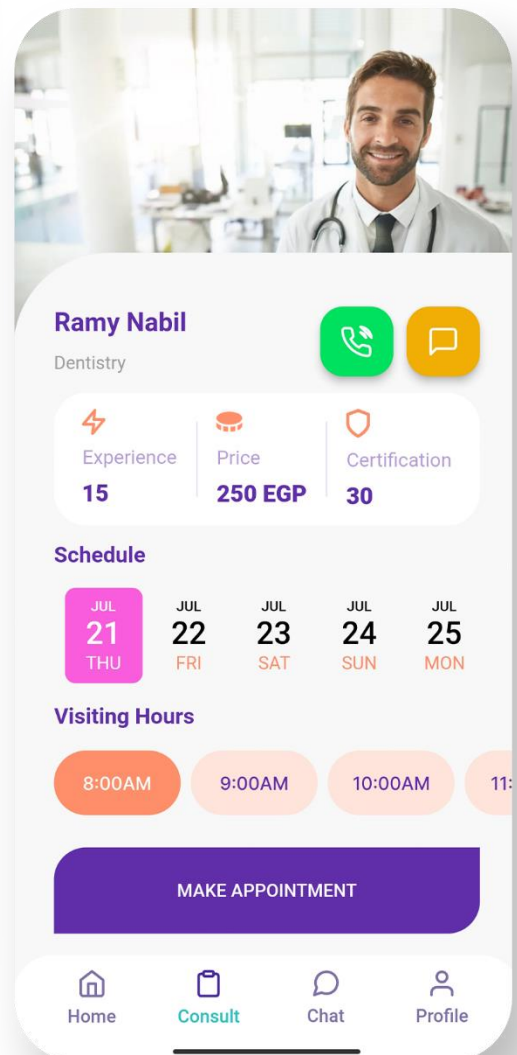 Ramy Nabil
Dentistry
Experience Price Certification
15 250 EGP 30
Schedule
JUL JUL JUL JUL JUL
21 22 23 24 25
THU FRI SAT SUN MON
Visiting Hours
8:00AM 9:00AM 10:00AM 11:
MAKE APPOINTMENT
Home Consult Chat Profile